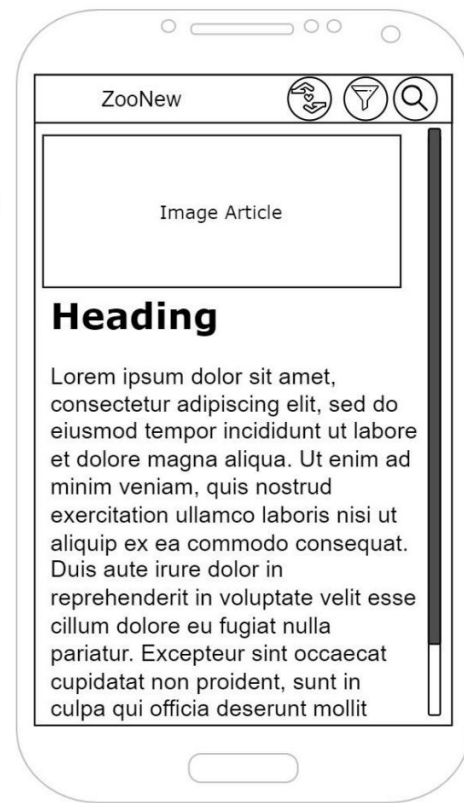 ZooNew
Image Article
Heading
Lorem ipsum dolor sit amet,
consectetur adipiscing elit, sed do
eiusmod tempor incididunt ut labore
et dolore magna aliqua. Ut enim ad
minim veniam, quis nostrud
exercitation ullamco laboris nisi ut
aliquip ex ea commodo consequat.
Duis aute irure dolor in
reprehenderit in voluptate velit esse
cillum dolore eu fugiat nulla
pariatur. Excepteur sint occaecat
cupidatat non proident, sunt in
culpa qui officia deserunt mollit